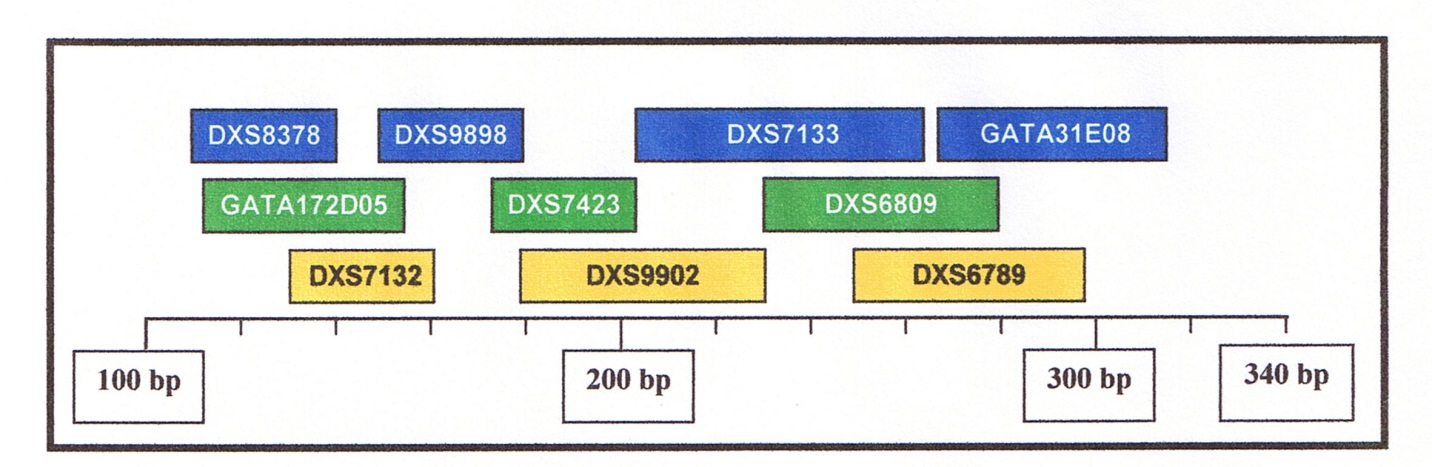 DXS8378 DXS9898 DXS7133 GATA31E08
GATA172D05 DXS7423 DXS6809
DXS7132 DXS9902 DXS6789
100 bp 200 bp 300 bp 340 bp